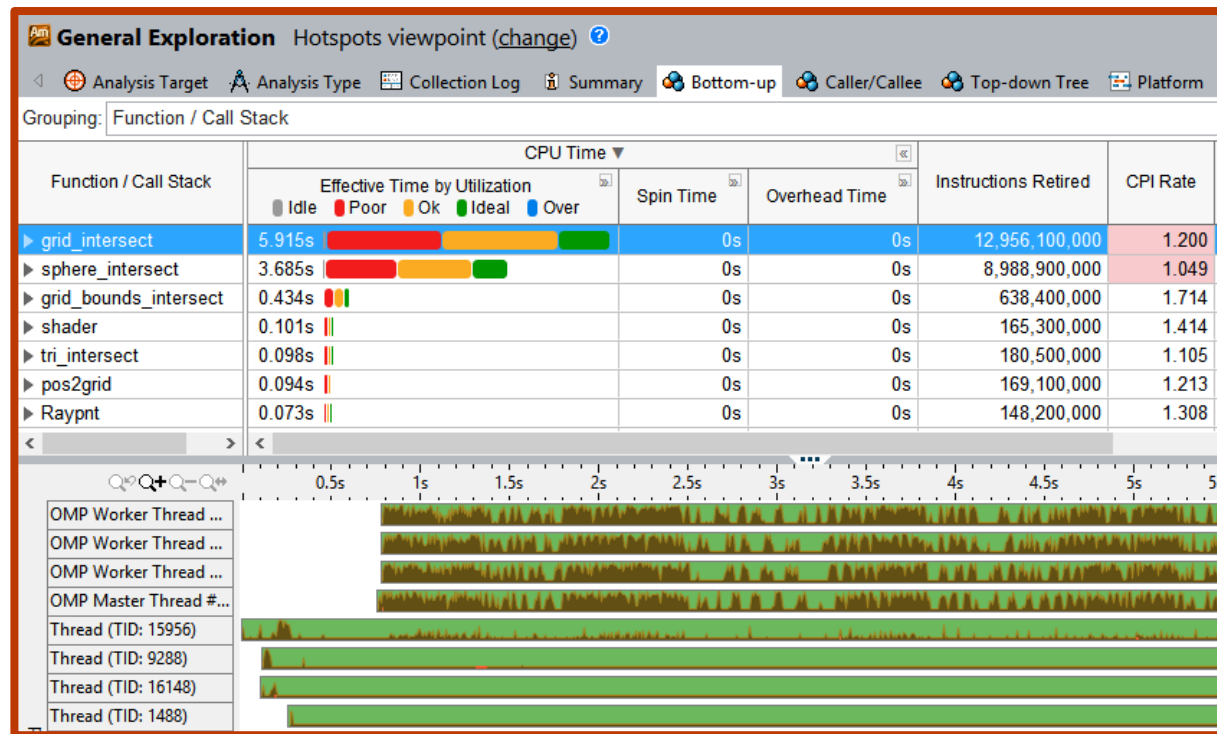 Am General Exploration Hotspots viewpoint (change) ?
Analysis Target Analysis Type Collection Log Summary Bottom-up Caller/Callee Top-down Tree Platform
Grouping: Function / Call Stack
CPU Time
Function / Call Stack Effective Time by Utilization Spin Time Overhead Time Instructions Retired CPI Rate
Idle Poor Ok Ideal Over
grid_intersect 5.915s 0s 0s 12,956,100,000 1.200
sphere_intersect 3.685s 0s 0s 8,988,900,000 1.049
grid_bounds_intersect 0.434s 0s 0s 638,400,000 1.714
shader 0.101s 0s 0s 165,300,000 1.414
tri_intersect 0.098s 0s 0s 180,500,000 1.105
pos2grid 0.094s 0s 0s 169,100,000 1.213
Raypnt 0.073s 0s 0s 148,200,000 1.308
0.5s 1s 1.5s 2s 2.5s 3s 3.5s 4s 4.5s 5s 5
OMP Worker Thread ...
OMP Worker Thread ...
OMP Worker Thread ...
OMP Master Thread #...
Thread (TID: 15956)
Thread (TID: 9288)
Thread (TID: 16148)
Thread (TID: 1488)